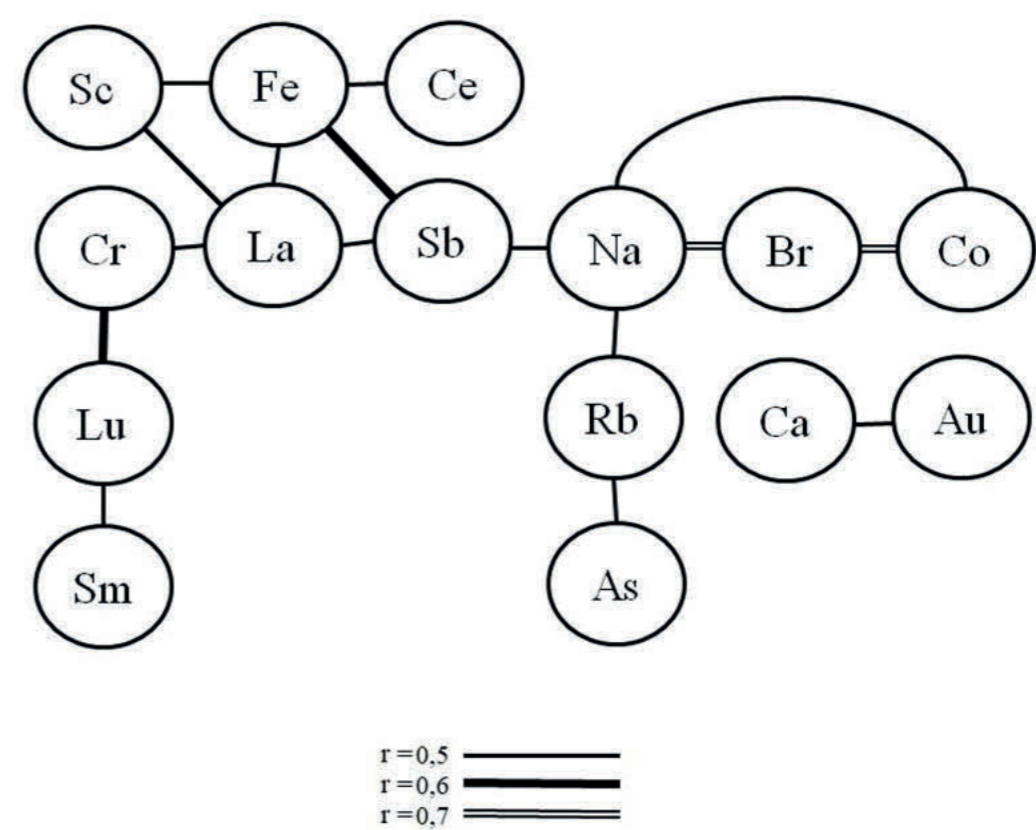 Sc Fe Ce
Cr La Sb Na Br Co
Lu Rb Ca Au
Sm As
r = 0,5
r = 0,6
r = 0,7